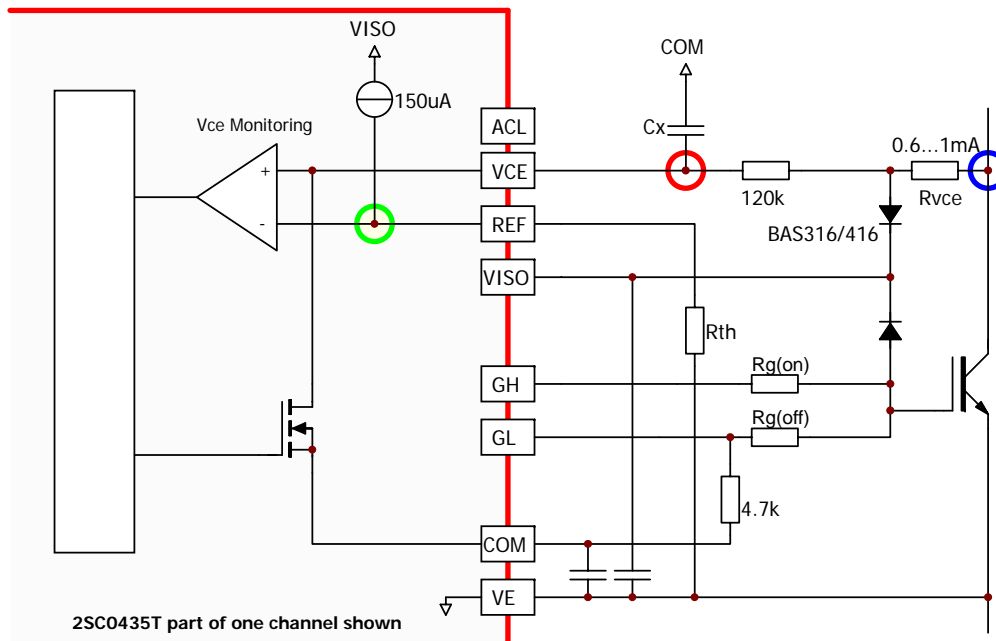 VISO
COM
150uA
ACL
Cx
0.6...1mA
Vce Monitoring
+
VCE
120k
Rvce
-
REF
BAS316/416
VISO
Rth
GH
Rg(on)
GL
Rg(off)
4.7k
COM
VE
2SC0435T part of one channel shown